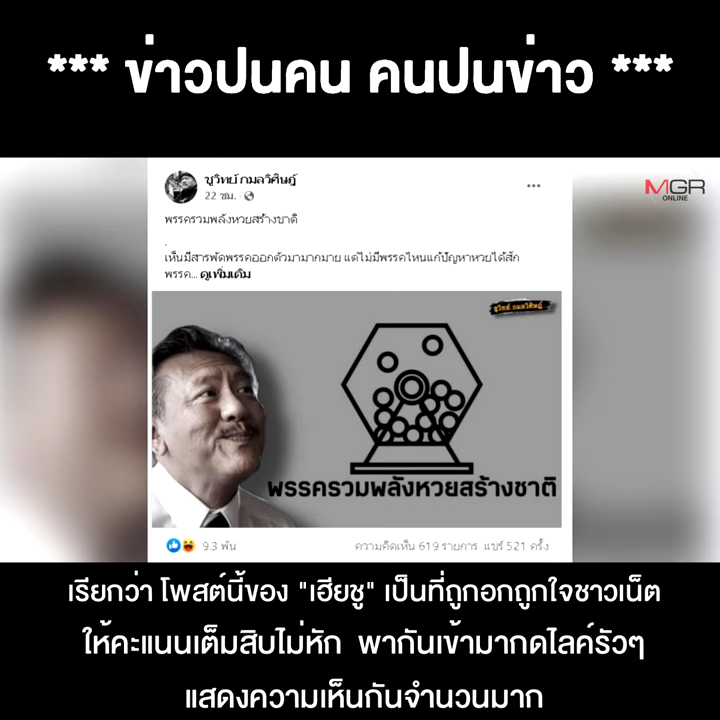 *** ข่าวปนคน คนปนข่าว ***
MGR
ONLINE
ชูวิทย์ กมลวิศิษฎ์
22 ชม.
พรรครวมพลังหวยสร้างชาติ
.
เห็นมีสารพัดพรรคออกตัวมามากมาย แต่ไม่มีพรรคไหนแก้ปัญหาหวยได้สัก
พรรค... ดูเพิ่มเติม
ชูวิทย์ กมลวิศิษฎ์
พรรครวมพลังหวยสร้างชาติ
9.3 พัน ความคิดเห็น 619 รายการ แชร์ 521 ครั้ง
เรียกว่า โพสต์นี้ของ "เฮียชู" เป็นที่ถูกอกถูกใจชาวเน็ต
ให้คะแนนเต็มสิบไม่หัก พากันเข้ามากดไลค์รัวๆ
แสดงความเห็นกันจำนวนมาก